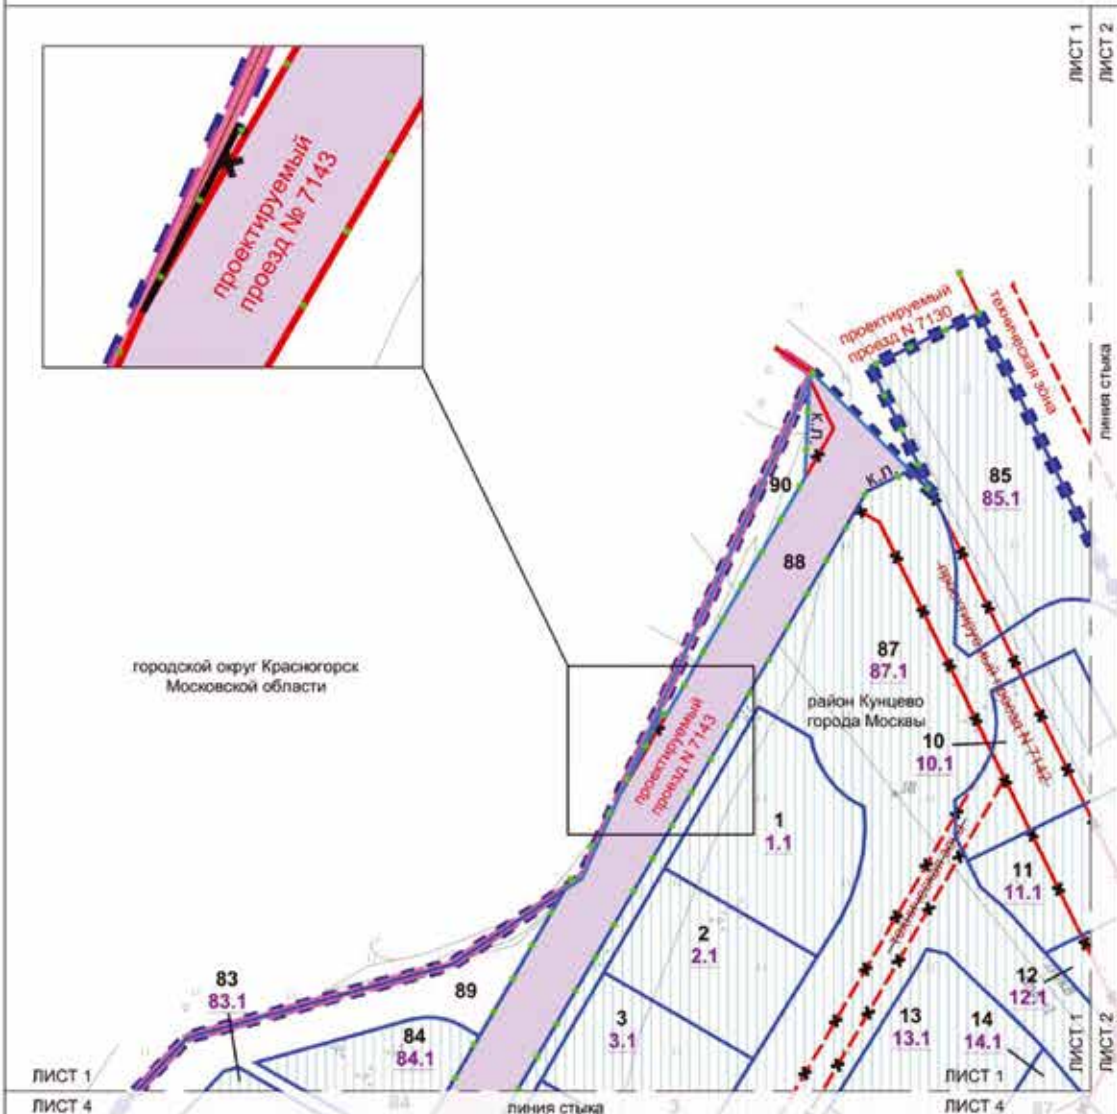 ЛИСТ 1
ЛИСТ 2
проектируемый
проезд № 7143
проектируемый
проезд N 7130
техническая зона
линия стыка
К.Л.
К.Л.
90
85
85.1
88
проектируемый проезд N 7142
87
87.1
городской округ Красногорск
Московской области
район Кунцево
города Москвы
проектируемый
проезд N 7143
10
10.1
1
1.1
техническая зона
11
11.1
2
2.1
83
83.1
89
12
12.1
3
3.1
13
13.1
14
14.1
84
84.1
ЛИСТ 1
ЛИСТ 1
ЛИСТ 1
ЛИСТ 2
ЛИСТ 4
линия стыка
ЛИСТ 4